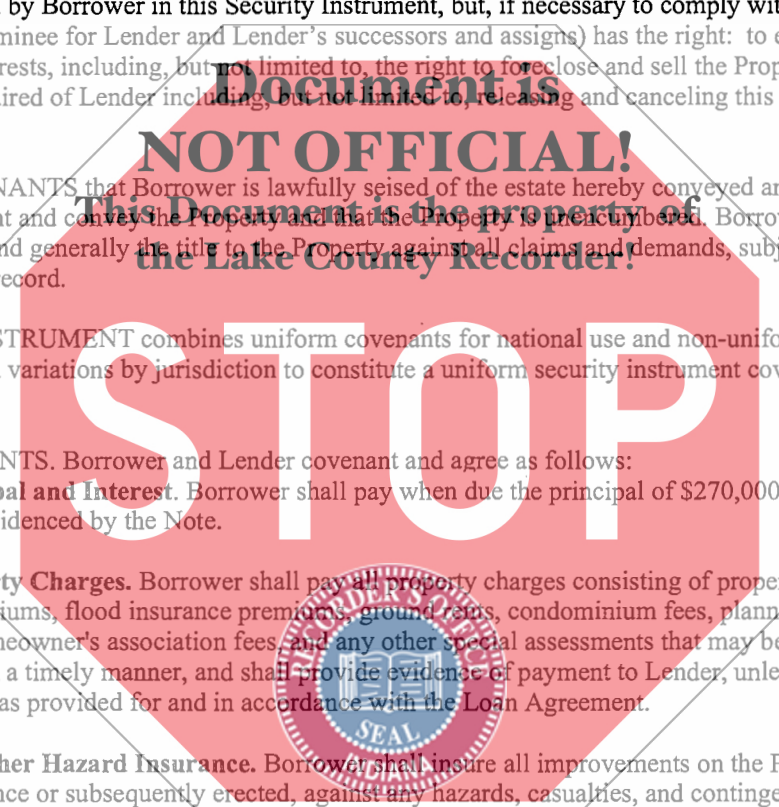 by Borrower in this Security Instrument, but, if necessary to comply wit
minee for Lender and Lender's successors and assigns) has the right: to e
rests, including, but not limited to, the right to foreclose and sell the Prop
Document is
ired of Lender including, but not limited to, releasing and canceling this
NOT OFFICIAL!
NANTS that Borrower is lawfully seised of the estate hereby conveyed an
This Document is the property of
t and convey the Property and that the Property is unencumbered. Borro
nd generally the title to the Property against all claims and demands, subj
the Lake County Recorder!
record.
STRUMENT combines uniform covenants for national use and non-unifo
variations by jurisdiction to constitute a uniform security instrument cov
STOP
NTS. Borrower and Lender covenant and agree as follows:
pal and Interest. Borrower shall pay when due the principal of $270,000
idenced by the Note.
ty Charges. Borrower shall pay all property charges consisting of prope
iums, flood insurance premiums, ground rents, condominium fees, plann
meowner's association fees, and any other special assessments that may be
a timely manner, and shall provide evidence of payment to Lender, unle
as provided for and in accordance with the Loan Agreement.
RECORDER'S OFFICE
SEAL
INDIANA
her Hazard Insurance. Borrower shall insure all improvements on the P
nce or subsequently erected, against any hazards, casualties, and continge